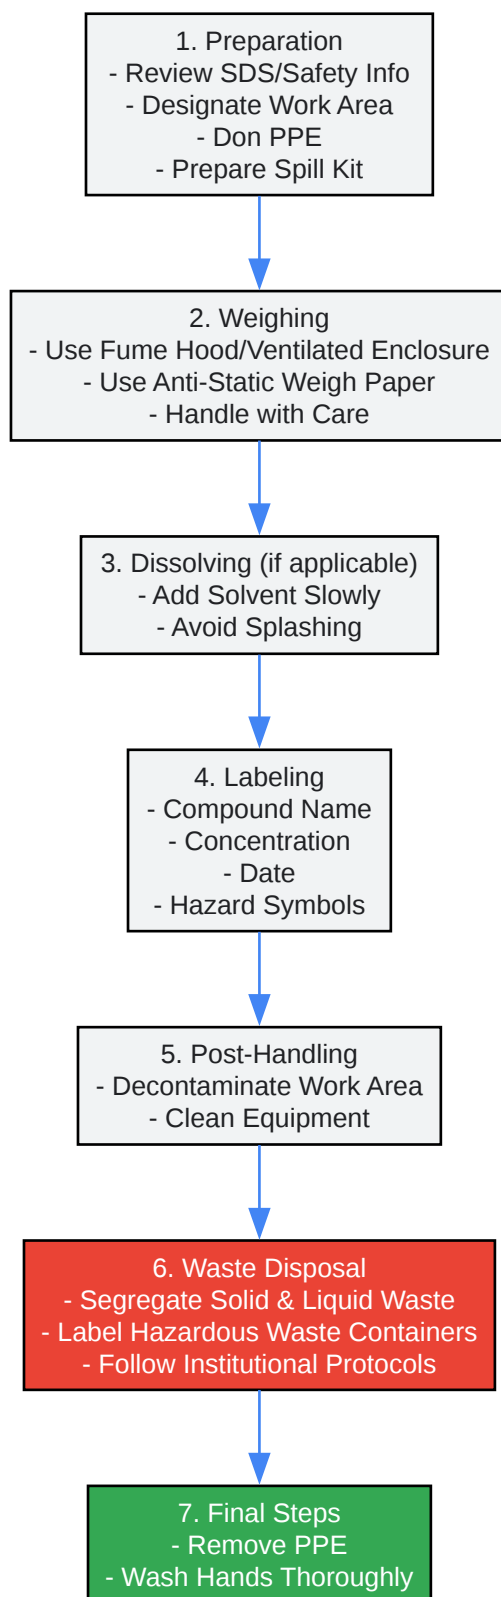 1. Preparation
- Review SDS/Safety Info
- Designate Work Area
- Don PPE
- Prepare Spill Kit
2. Weighing
- Use Fume Hood/Ventilated Enclosure
- Use Anti-Static Weigh Paper
- Handle with Care
3. Dissolving (if applicable)
- Add Solvent Slowly
- Avoid Splashing
4. Labeling
- Compound Name
- Concentration
- Date
- Hazard Symbols
5. Post-Handling
- Decontaminate Work Area
- Clean Equipment
6. Waste Disposal
- Segregate Solid & Liquid Waste
- Label Hazardous Waste Containers
- Follow Institutional Protocols
7. Final Steps
- Remove PPE
- Wash Hands Thoroughly